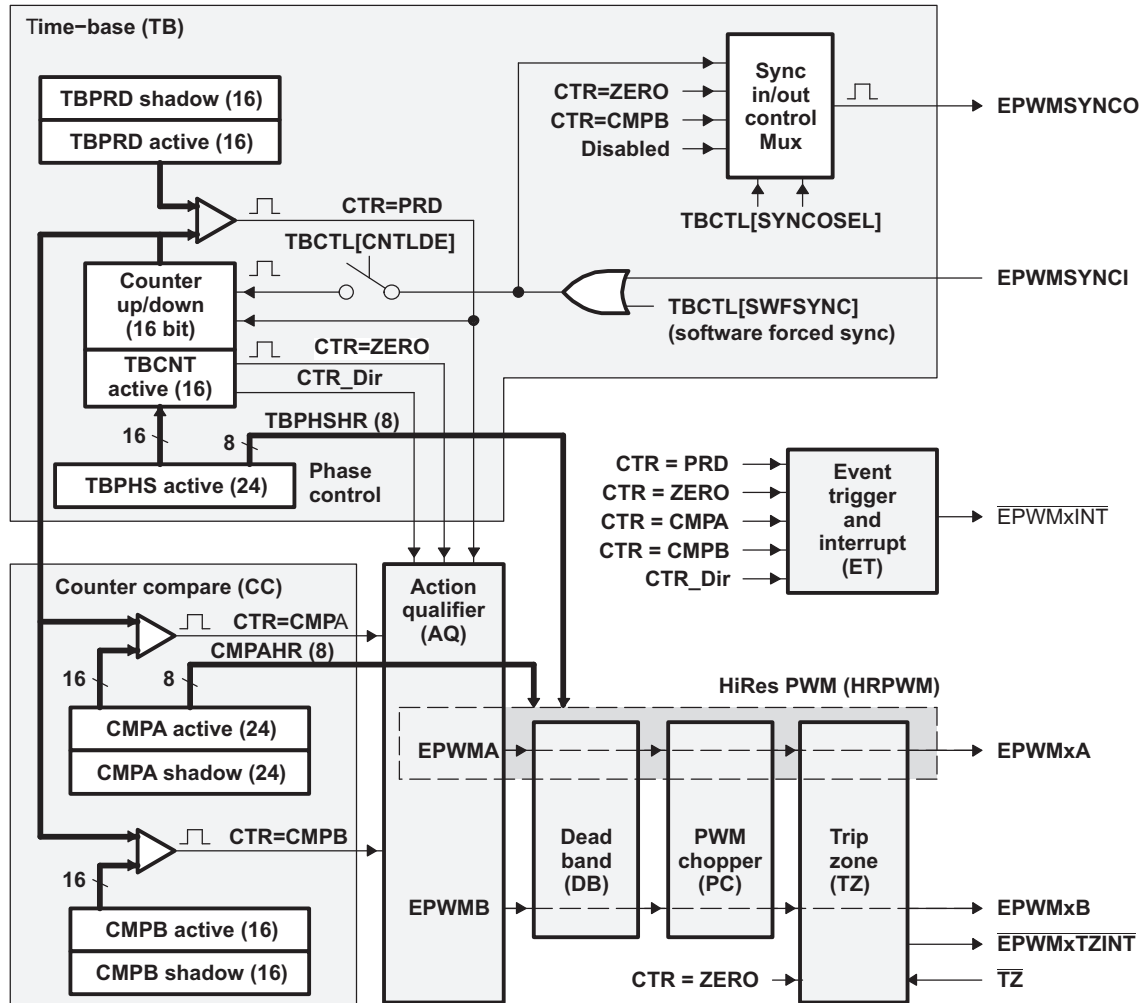 Time−base (TB)
TBPRD shadow (16)
TBPRD active (16)
CTR=PRD
TBCTL[CNTLDE]
Counter
up/down
(16 bit)
TBCNT
active (16)
CTR=ZERO
CTR_Dir
16
8
TBPHSHR (8)
TBPHS active (24)
Phase
control
CTR=ZERO
CTR=CMPB
Disabled
Sync
in/out
control
Mux
TBCTL[SYNCOSEL]
EPWMSYNCO
EPWMSYNCI
TBCTL[SWFSYNC]
(software forced sync)
CTR = PRD
CTR = ZERO
CTR = CMPA
CTR = CMPB
CTR_Dir
Event
trigger
and
interrupt
(ET)
EPWMxINT
Counter compare (CC)
CTR=CMPA
16
8
CMPAHR (8)
CMPA active (24)
CMPA shadow (24)
CTR=CMPB
16
CMPB active (16)
CMPB shadow (16)
Action
qualifier
(AQ)
EPWMA
EPWMB
HiRes PWM (HRPWM)
Dead
band
(DB)
PWM
chopper
(PC)
Trip
zone
(TZ)
CTR = ZERO
EPWMxA
EPWMxB
EPWMxTZINT
TZ